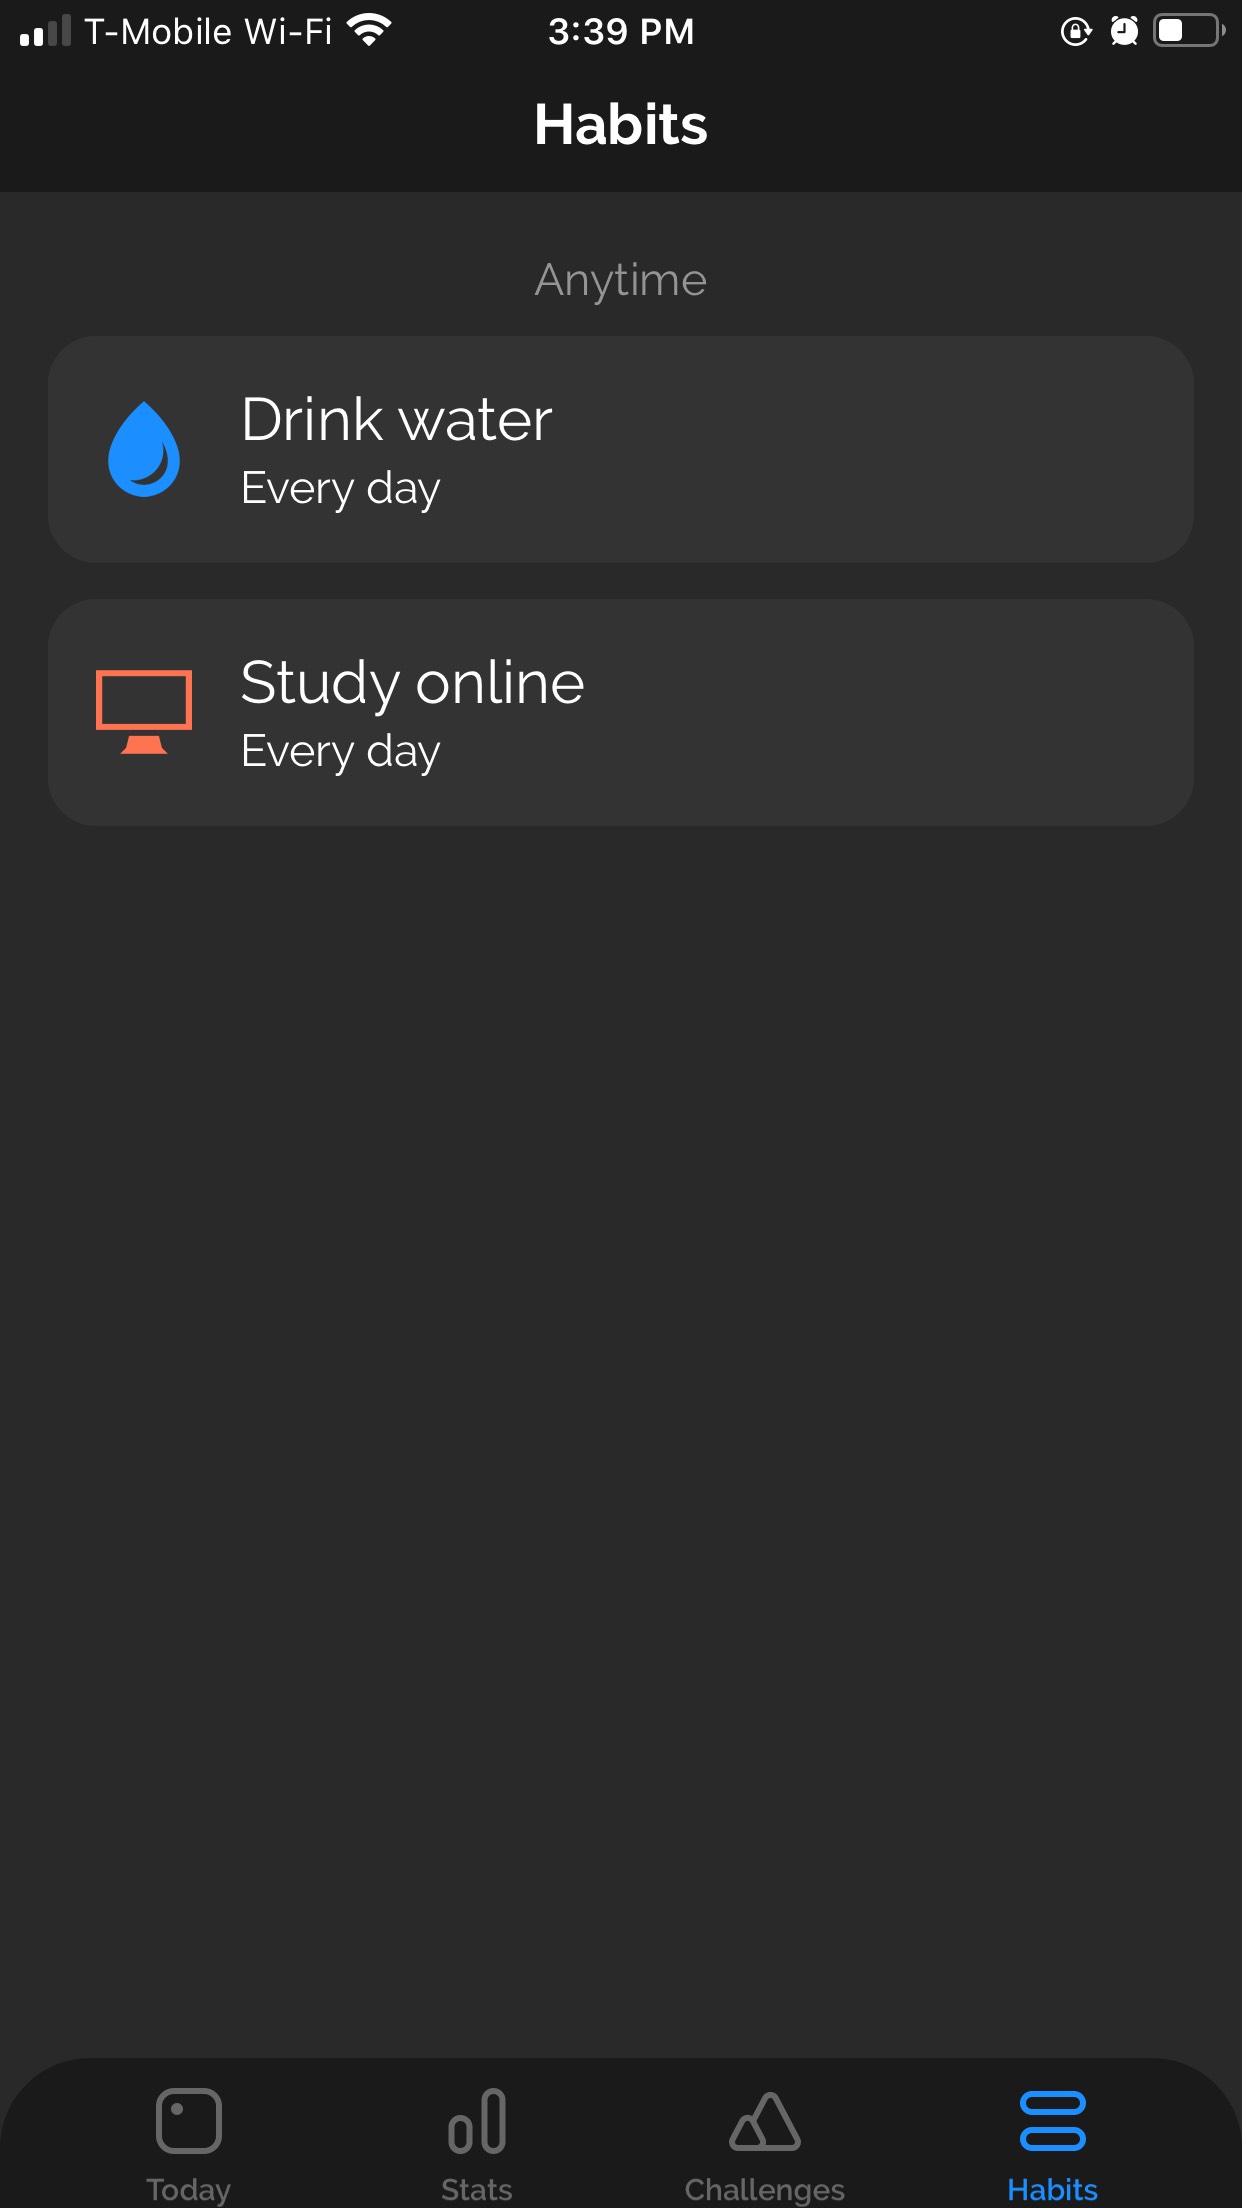 T-Mobile Wi-Fi 3:39 PM
Habits
Anytime
Drink water
Every day
Study online
Every day
Today Stats Challenges Habits